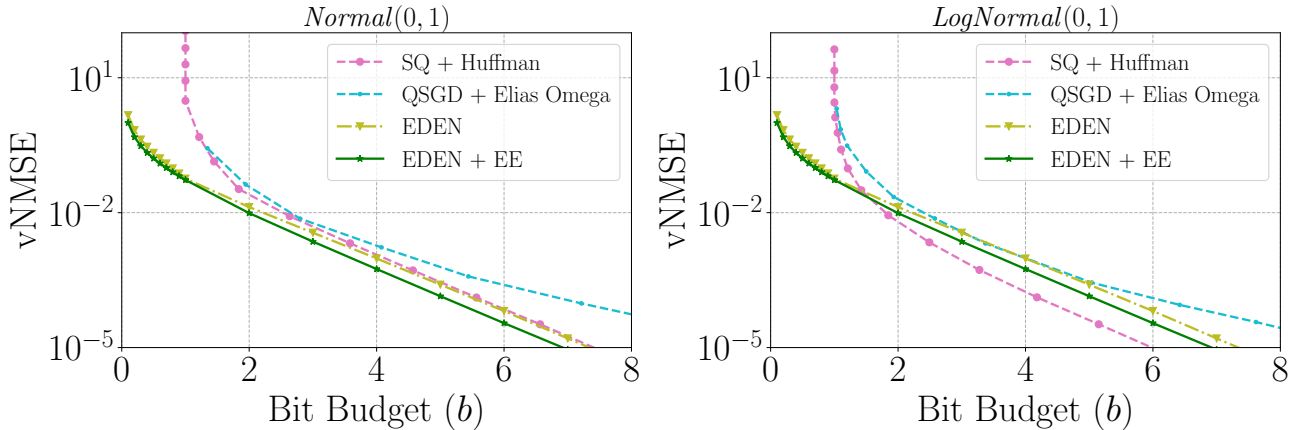 Normal(0, 1)
vNMSE
10^1
10^-2
10^-5
SQ + Huffman
QSGD + Elias Omega
EDEN
EDEN + EE
0 2 4 6 8
Bit Budget (b)
LogNormal(0, 1)
vNMSE
10^1
10^-2
10^-5
SQ + Huffman
QSGD + Elias Omega
EDEN
EDEN + EE
0 2 4 6 8
Bit Budget (b)